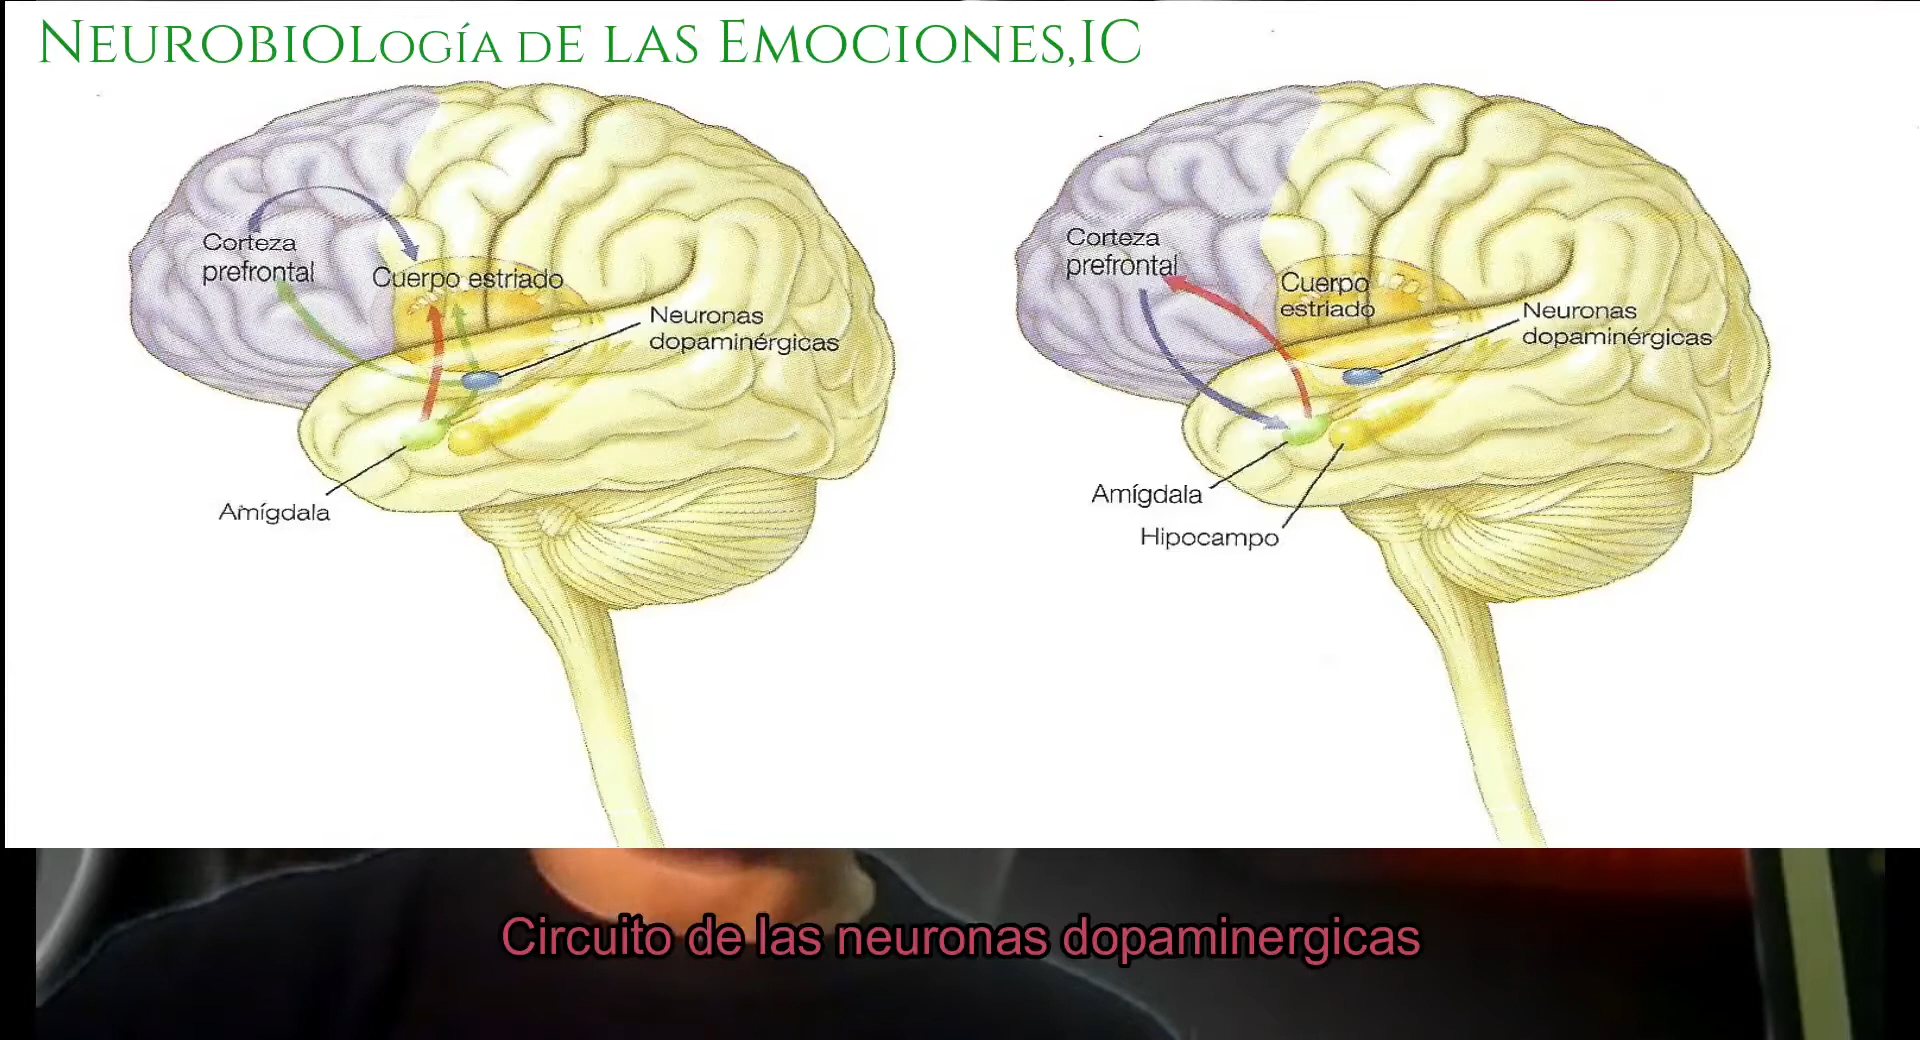 NEUROBIOLOGÍA DE LAS EMOCIONES,IC
Corteza
prefrontal
Cuerpo estriado
Neuronas
dopaminérgicas
Amígdala
Corteza
prefrontal
Cuerpo
estriado
Neuronas
dopaminérgicas
Amígdala
Hipocampo
Circuito de las neuronas dopaminergicas